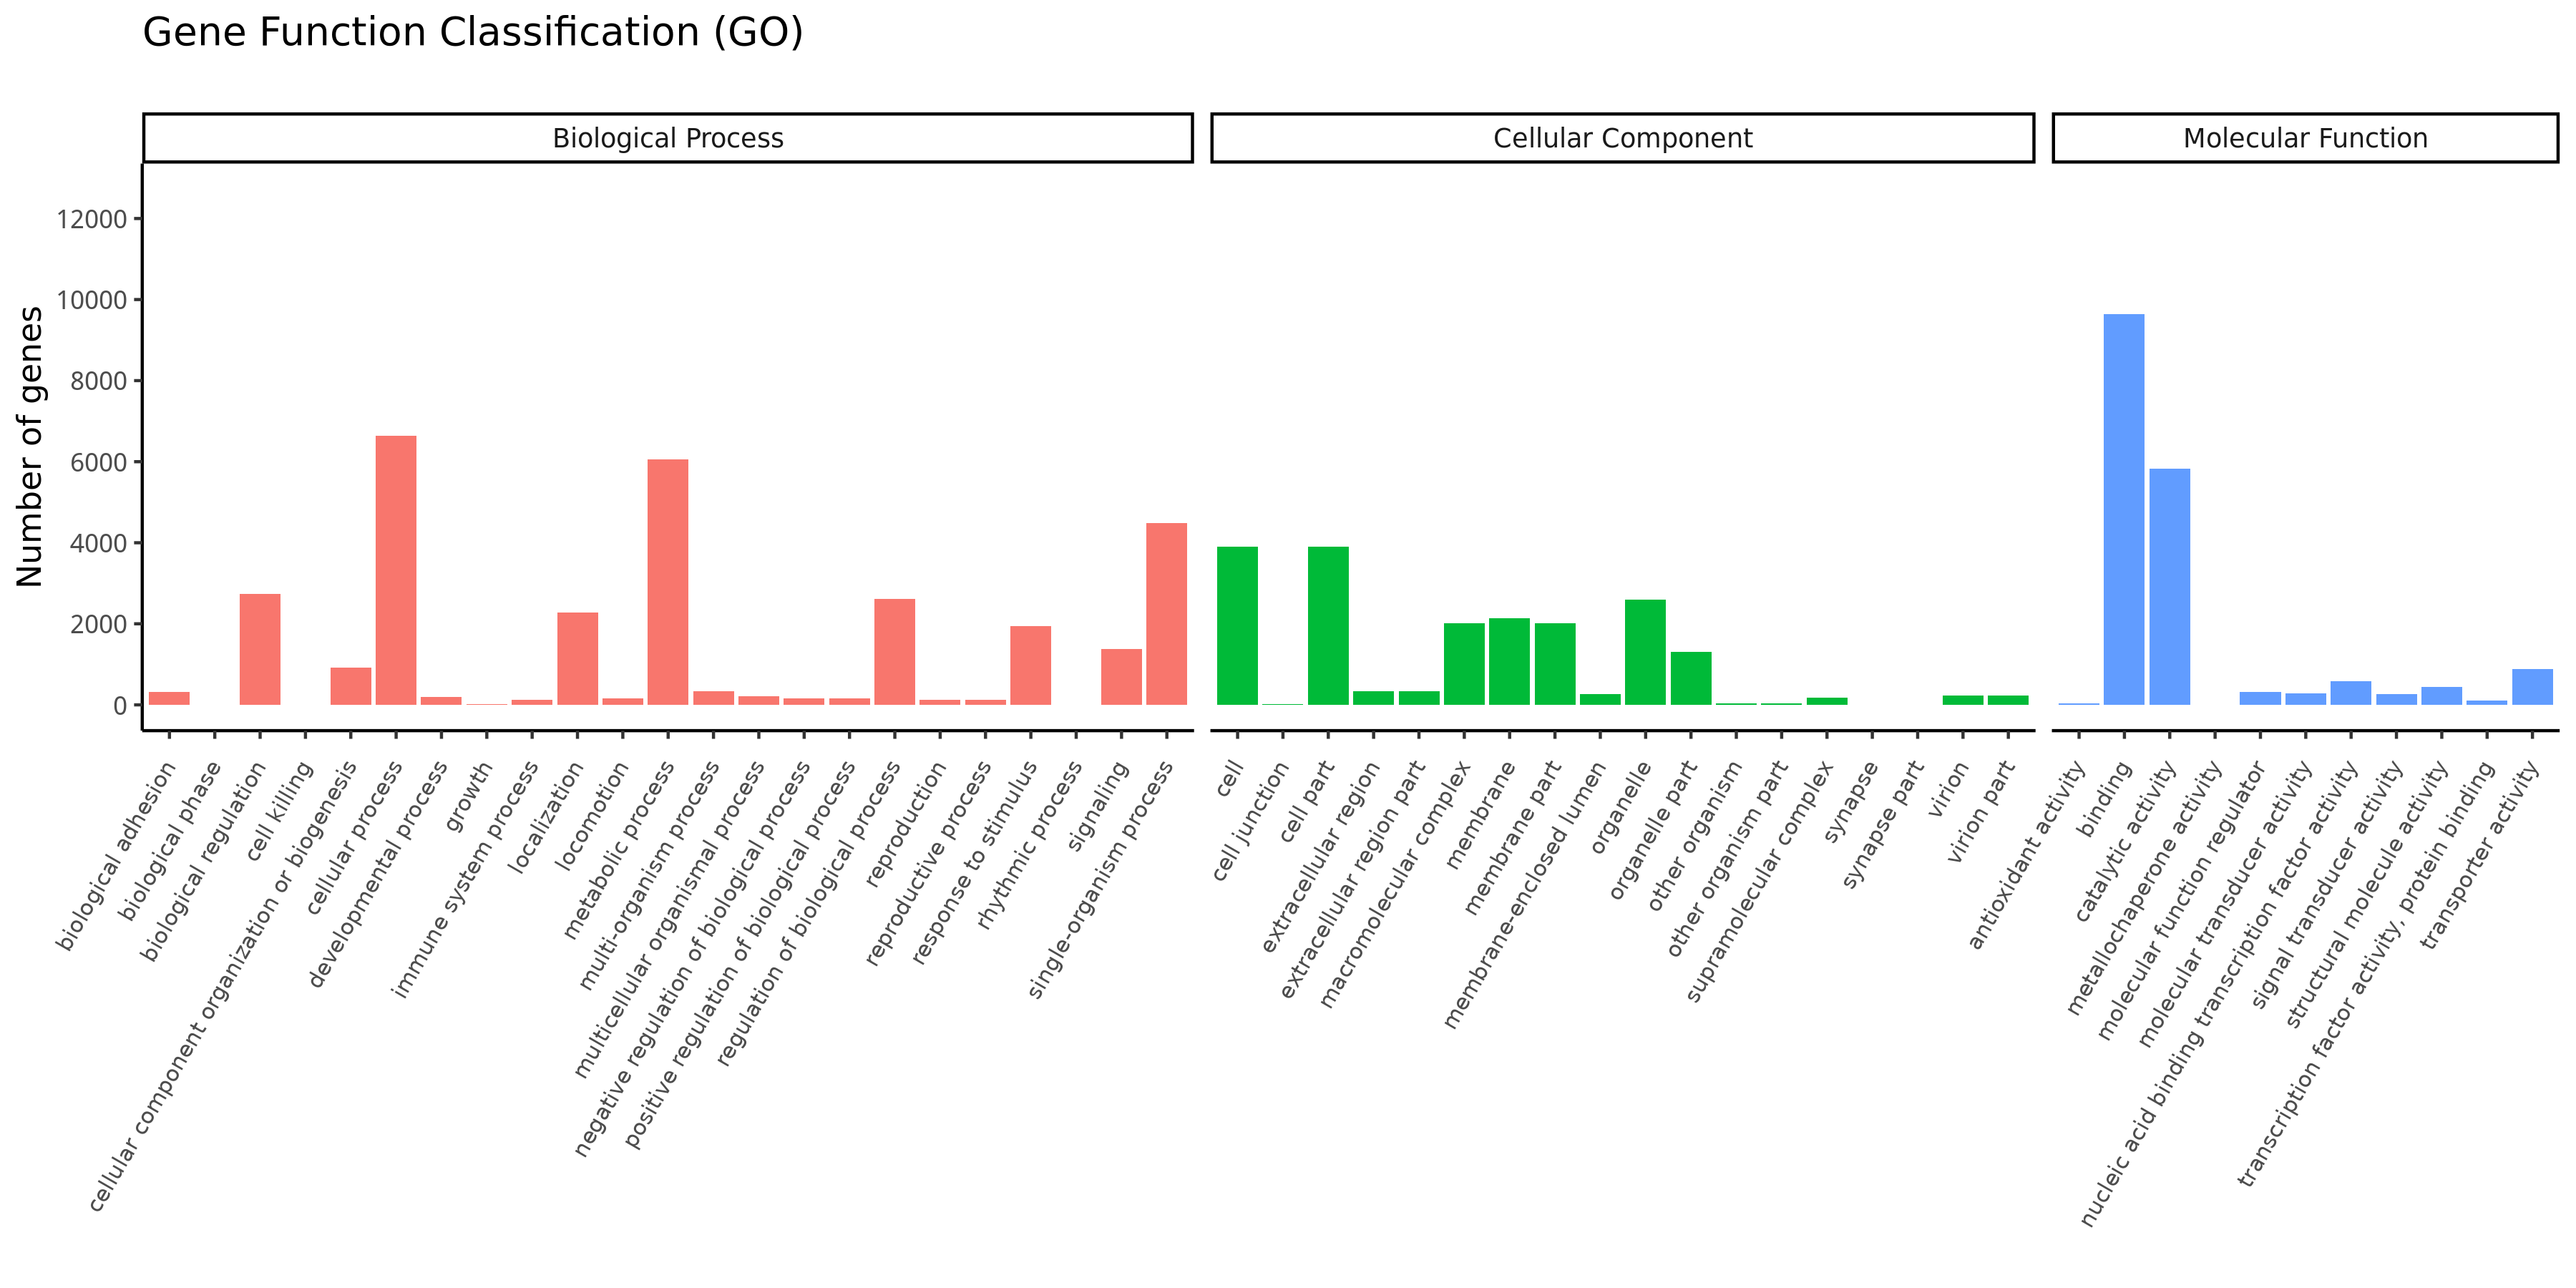 Gene Function Classification (GO)
Biological Process
Cellular Component
Molecular Function
Number of genes
12000
10000
8000
6000
4000
2000
0
biological adhesion
biological phase
biological regulation
cell killing
cellular component organization or biogenesis
cellular process
developmental process
growth
immune system process
localization
locomotion
metabolic process
multi-organism process
multicellular organismal process
negative regulation of biological process
positive regulation of biological process
regulation of biological process
reproduction
reproductive process
response to stimulus
rhythmic process
signaling
single-organism process
cell
cell junction
cell part
extracellular region
extracellular region part
macromolecular complex
membrane
membrane part
membrane-enclosed lumen
organelle
organelle part
other organism
other organism part
supramolecular complex
synapse
synapse part
virion
virion part
antioxidant activity
binding
catalytic activity
metallochaperone activity
molecular function regulator
molecular transducer activity
nucleic acid binding transcription factor activity
signal transducer activity
structural molecule activity
transcription factor activity, protein binding
transporter activity